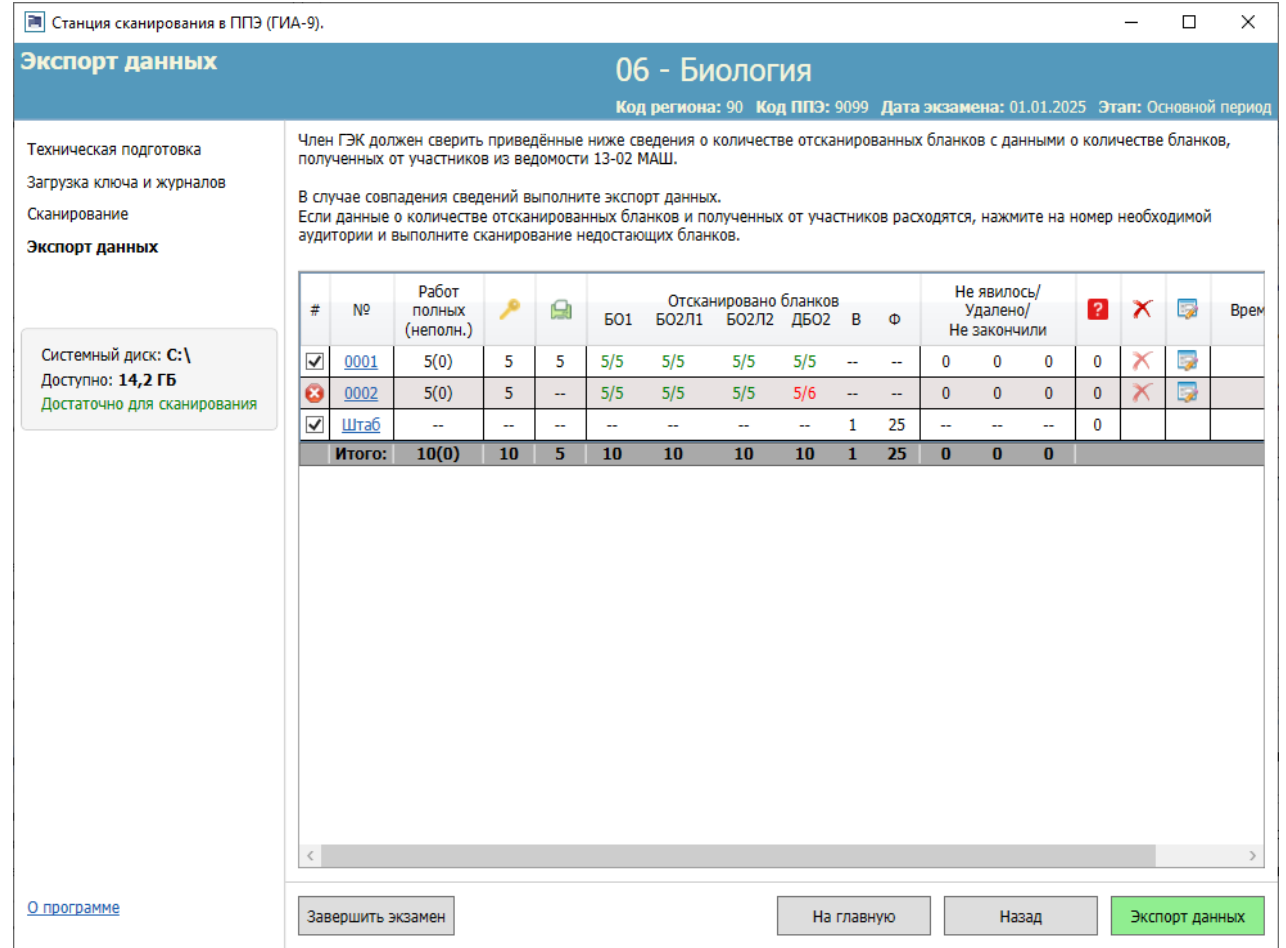 Станция сканирования в ППЭ (ГИА-9).
Экспорт данных
06 - Биология
Код региона: 90 Код ППЭ: 9099 Дата экзамена: 01.01.2025 Этап: Основной период
Техническая подготовка
Загрузка ключа и журналов
Сканирование
Экспорт данных
Системный диск: C:\
Доступно: 14,2 ГБ
Достаточно для сканирования
Член ГЭК должен сверить приведённые ниже сведения о количестве отсканированных бланков с данными о количестве бланков,
полученных от участников из ведомости 13-02 МАШ.
В случае совпадения сведений выполните экспорт данных.
Если данные о количестве отсканированных бланков и полученных от участников расходятся, нажмите на номер необходимой
аудитории и выполните сканирование недостающих бланков.
# № Работ полных (неполн.) Отсканировано бланков БО1 БО2Л1 БО2Л2 ДБО2 В Ф Не явилось/ Удалено/ Не закончили ? Врем
0001 5(0) 5 5 5/5 5/5 5/5 5/5 -- -- 0 0 0 0
0002 5(0) 5 -- 5/5 5/5 5/5 5/6 -- -- 0 0 0 0
Штаб -- -- -- -- -- -- -- 1 25 -- -- -- 0
Итого: 10(0) 10 5 10 10 10 10 1 25 0 0 0
О программе
Завершить экзамен
На главную
Назад
Экспорт данных